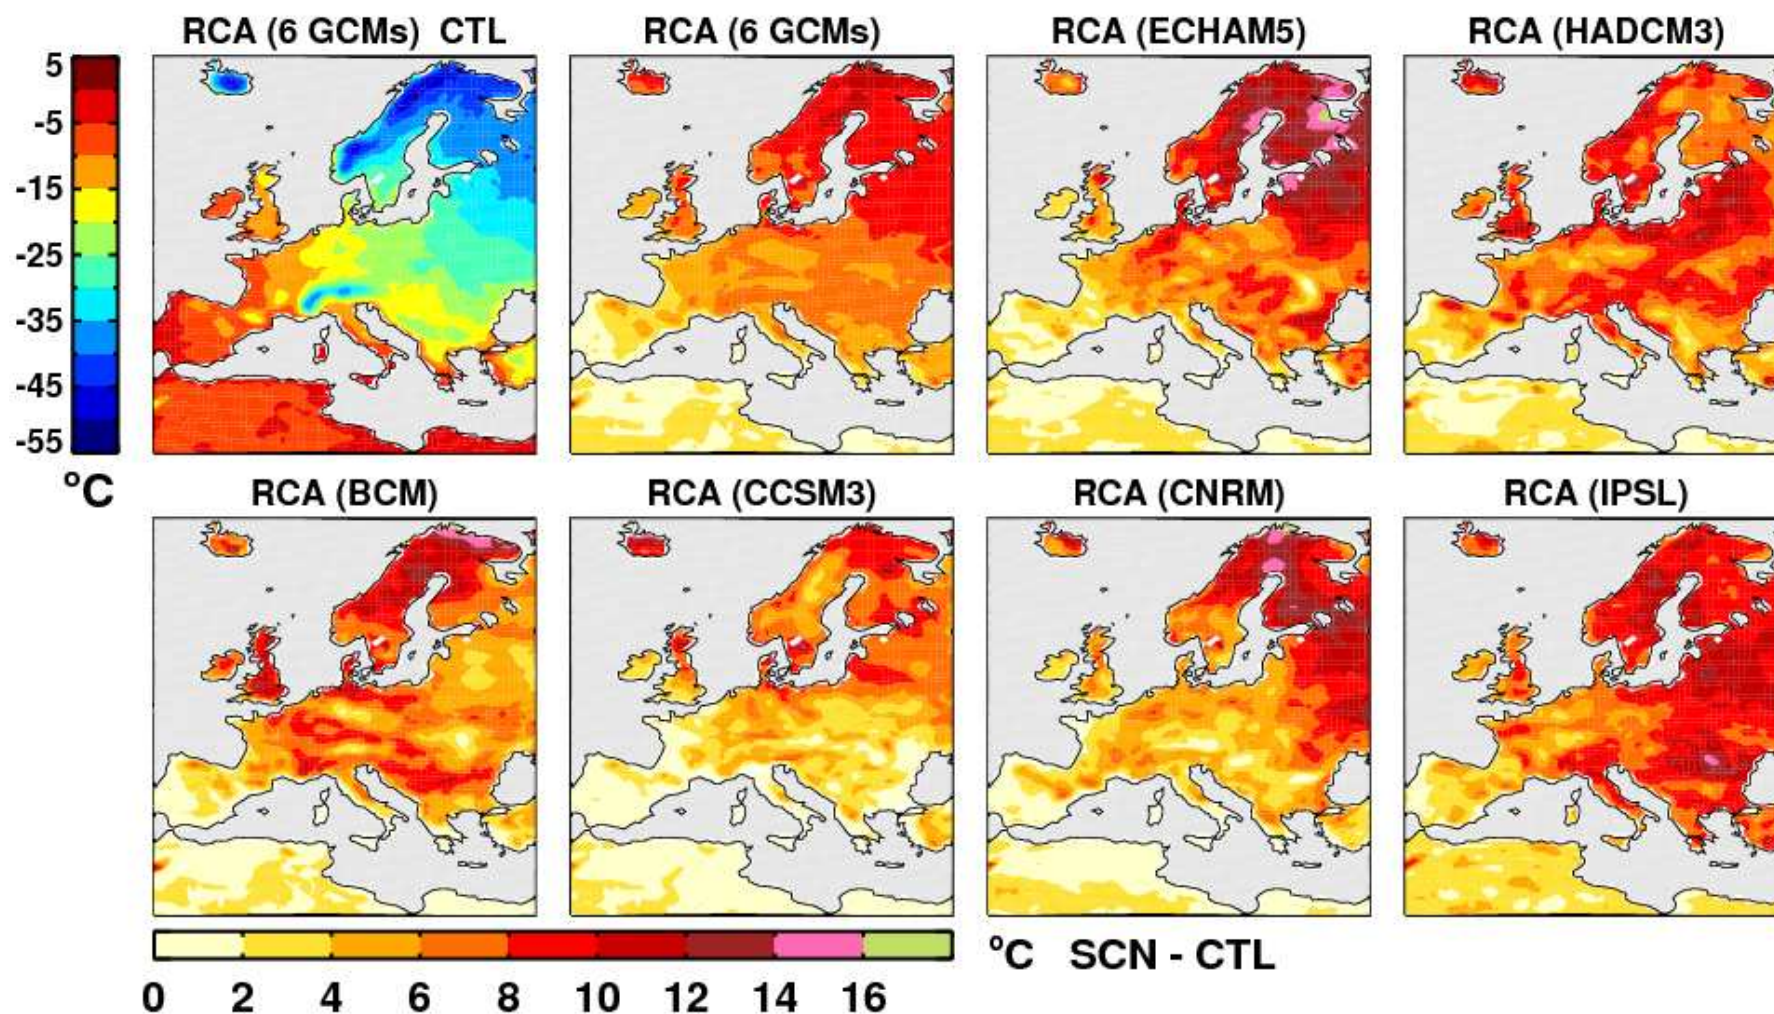 RCA (6 GCMs) CTL
RCA (6 GCMs)
RCA (ECHAM5)
RCA (HADCM3)
5
-5
-15
-25
-35
-45
-55
°C
RCA (BCM)
RCA (CCSM3)
RCA (CNRM)
RCA (IPSL)
°C SCN - CTL
0 2 4 6 8 10 12 14 16